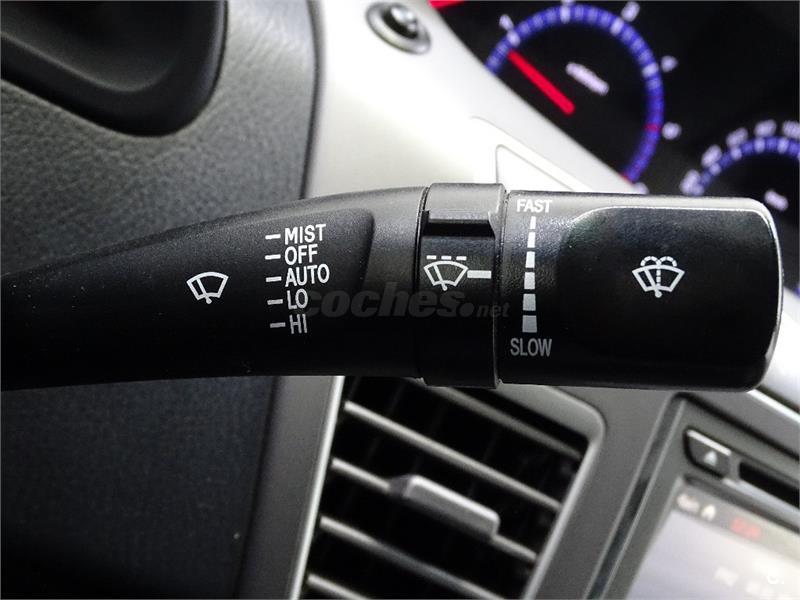 MIST
OFF
AUTO
LO
HI
FAST
SLOW
coches.net